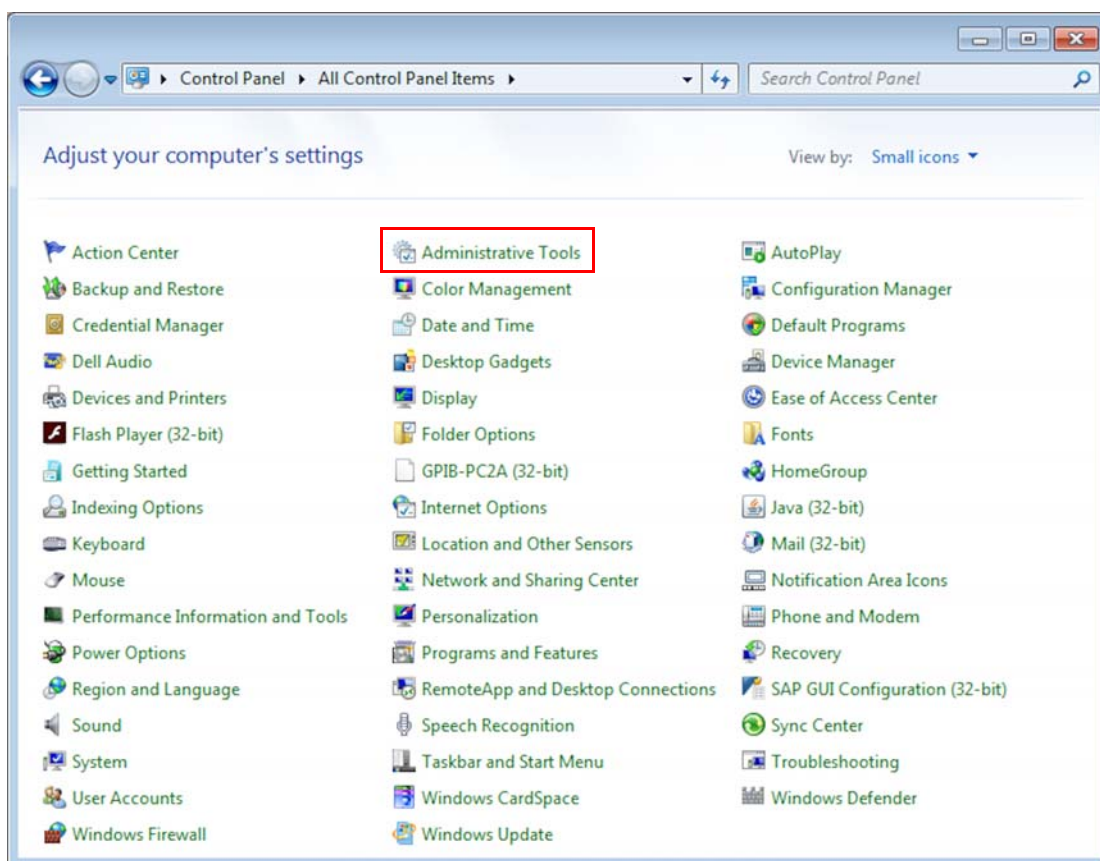 Control Panel All Control Panel Items Search Control Panel
Adjust your computer's settings
View by: Small icons
Action Center
Administrative Tools
AutoPlay
Backup and Restore
Color Management
Configuration Manager
Credential Manager
Date and Time
Default Programs
Dell Audio
Desktop Gadgets
Device Manager
Devices and Printers
Display
Ease of Access Center
Flash Player (32-bit)
Folder Options
Fonts
Getting Started
GPIB-PC2A (32-bit)
HomeGroup
Indexing Options
Internet Options
Java (32-bit)
Keyboard
Location and Other Sensors
Mail (32-bit)
Mouse
Network and Sharing Center
Notification Area Icons
Performance Information and Tools
Personalization
Phone and Modem
Power Options
Programs and Features
Recovery
Region and Language
RemoteApp and Desktop Connections
SAP GUI Configuration (32-bit)
Sound
Speech Recognition
Sync Center
System
Taskbar and Start Menu
Troubleshooting
User Accounts
Windows CardSpace
Windows Defender
Windows Firewall
Windows Update